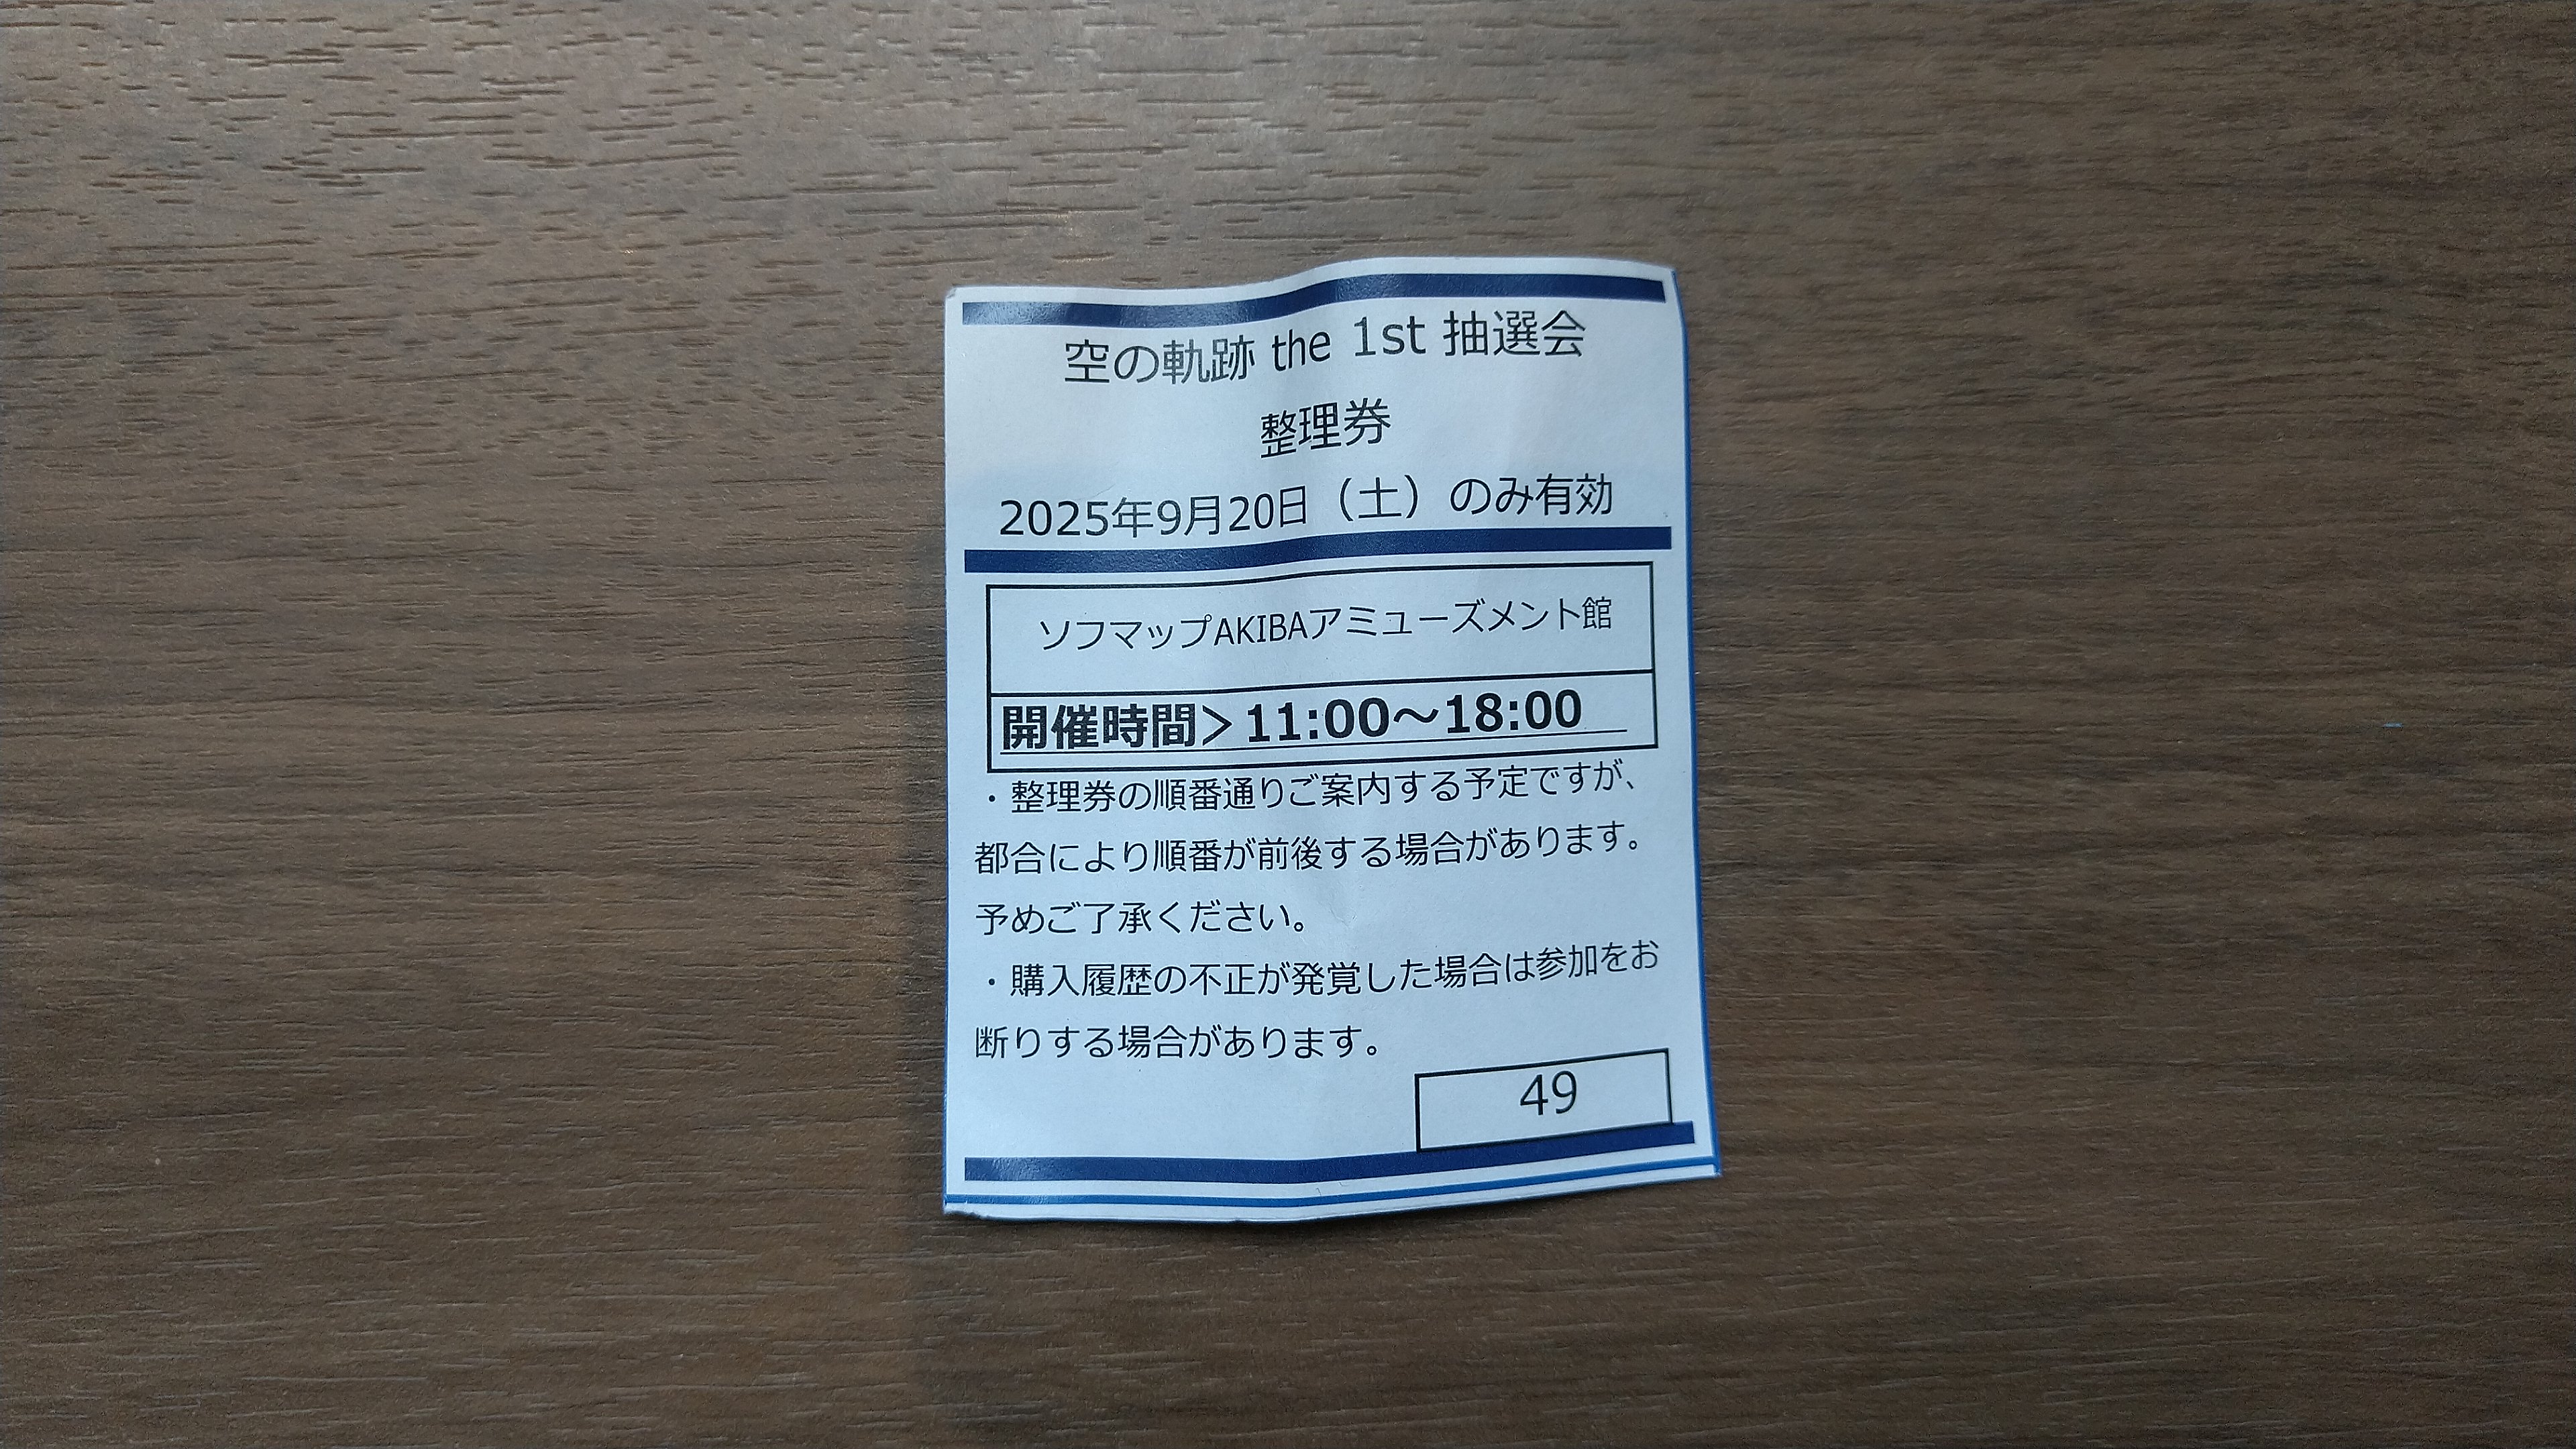 空の軌跡 the 1st 抽選会
整理券
2025年9月20日（土）のみ有効
ソフマップAKIBAアミューズメント館
開催時間＞11:00～18:00
・整理券の順番通りご案内する予定ですが、
都合により順番が前後する場合があります。
予めご了承ください。
・購入履歴の不正が発覚した場合は参加をお
断りする場合があります。
49